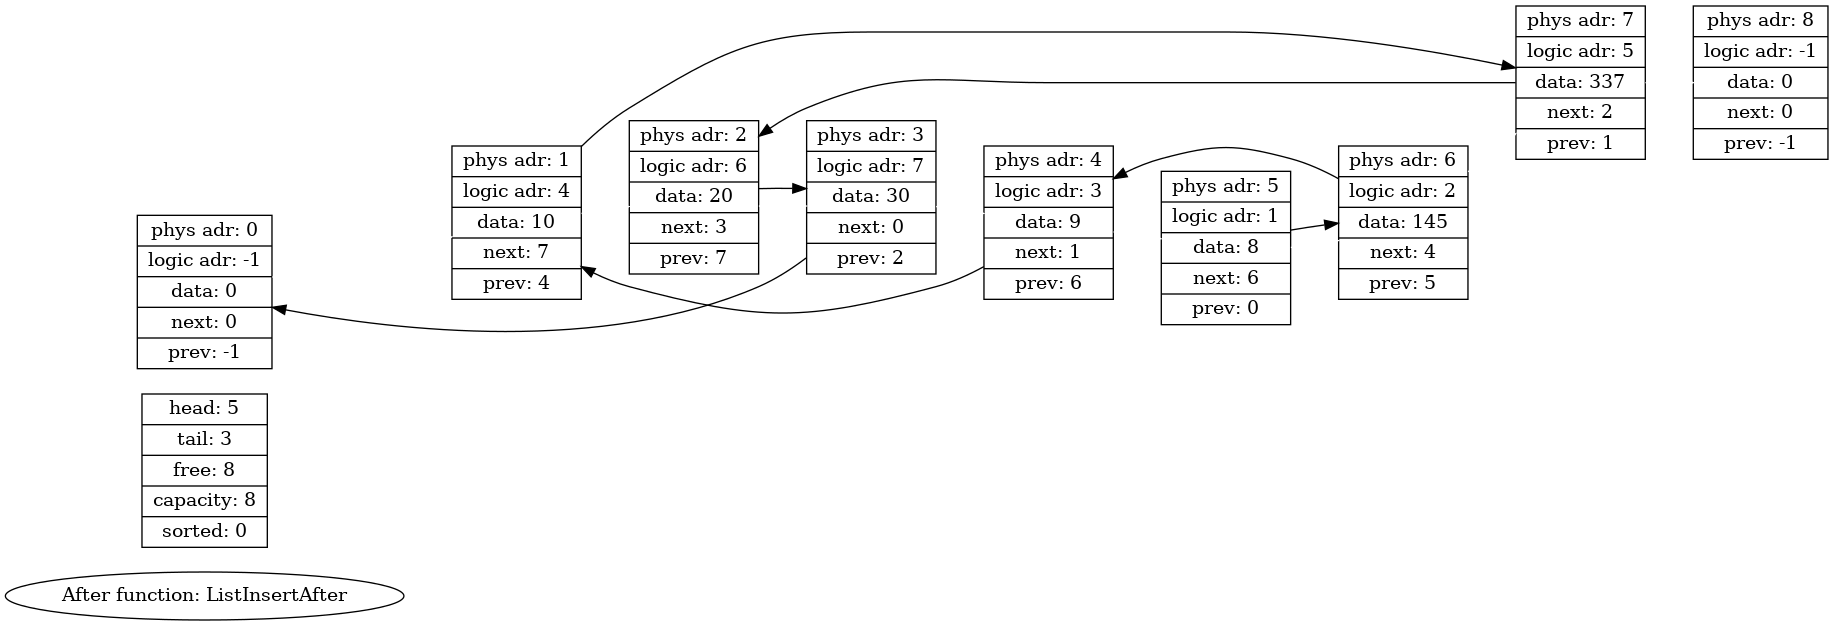 phys adr: 0
logic adr: -1
data: 0
next: 0
prev: -1
head: 5
tail: 3
free: 8
capacity: 8
sorted: 0
After function: ListInsertAfter
phys adr: 1
logic adr: 4
data: 10
next: 7
prev: 4
phys adr: 2
logic adr: 6
data: 20
next: 3
prev: 7
phys adr: 3
logic adr: 7
data: 30
next: 0
prev: 2
phys adr: 4
logic adr: 3
data: 9
next: 1
prev: 6
phys adr: 5
logic adr: 1
data: 8
next: 6
prev: 0
phys adr: 6
logic adr: 2
data: 145
next: 4
prev: 5
phys adr: 7
logic adr: 5
data: 337
next: 2
prev: 1
phys adr: 8
logic adr: -1
data: 0
next: 0
prev: -1